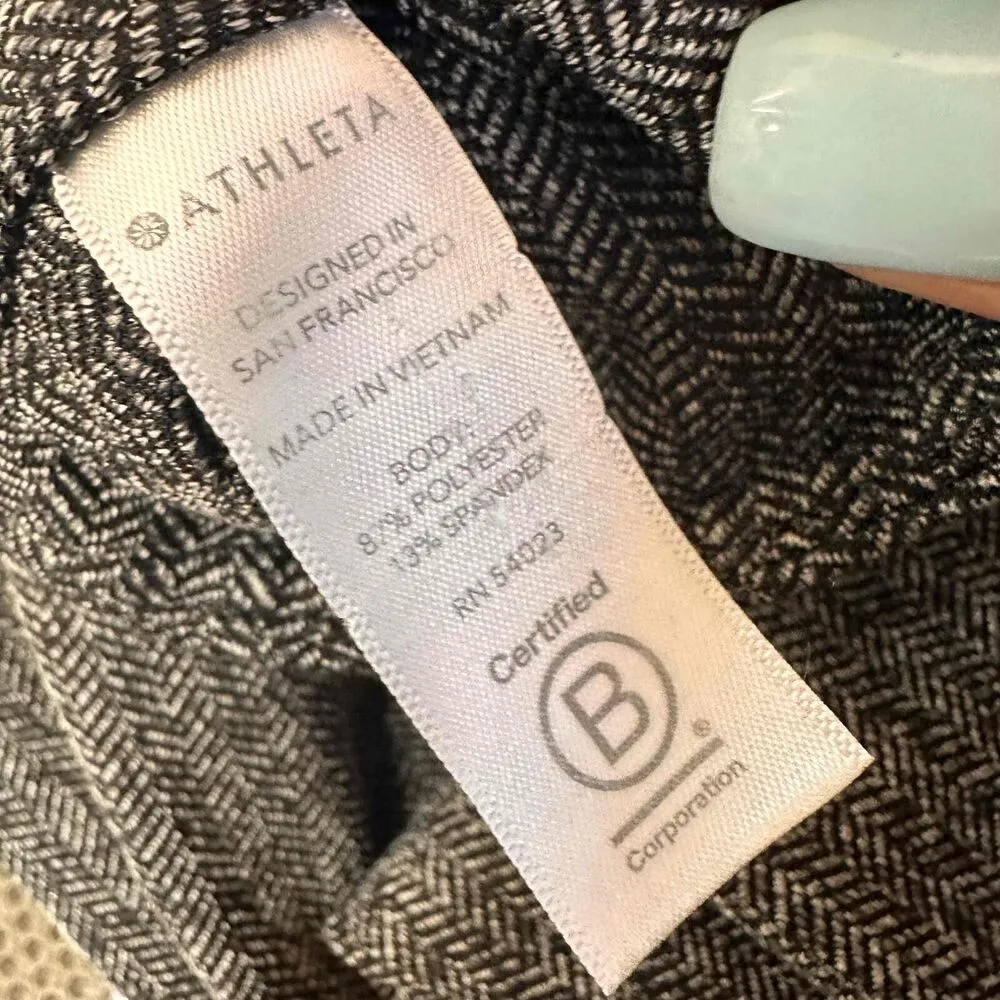 ATHLETA
DESIGNED IN
SAN FRANCISCO
MADE IN VIETNAM
BODY:
87% POLYESTER
13% SPANDEX
RN 54023
Certified
B
®
Corporation